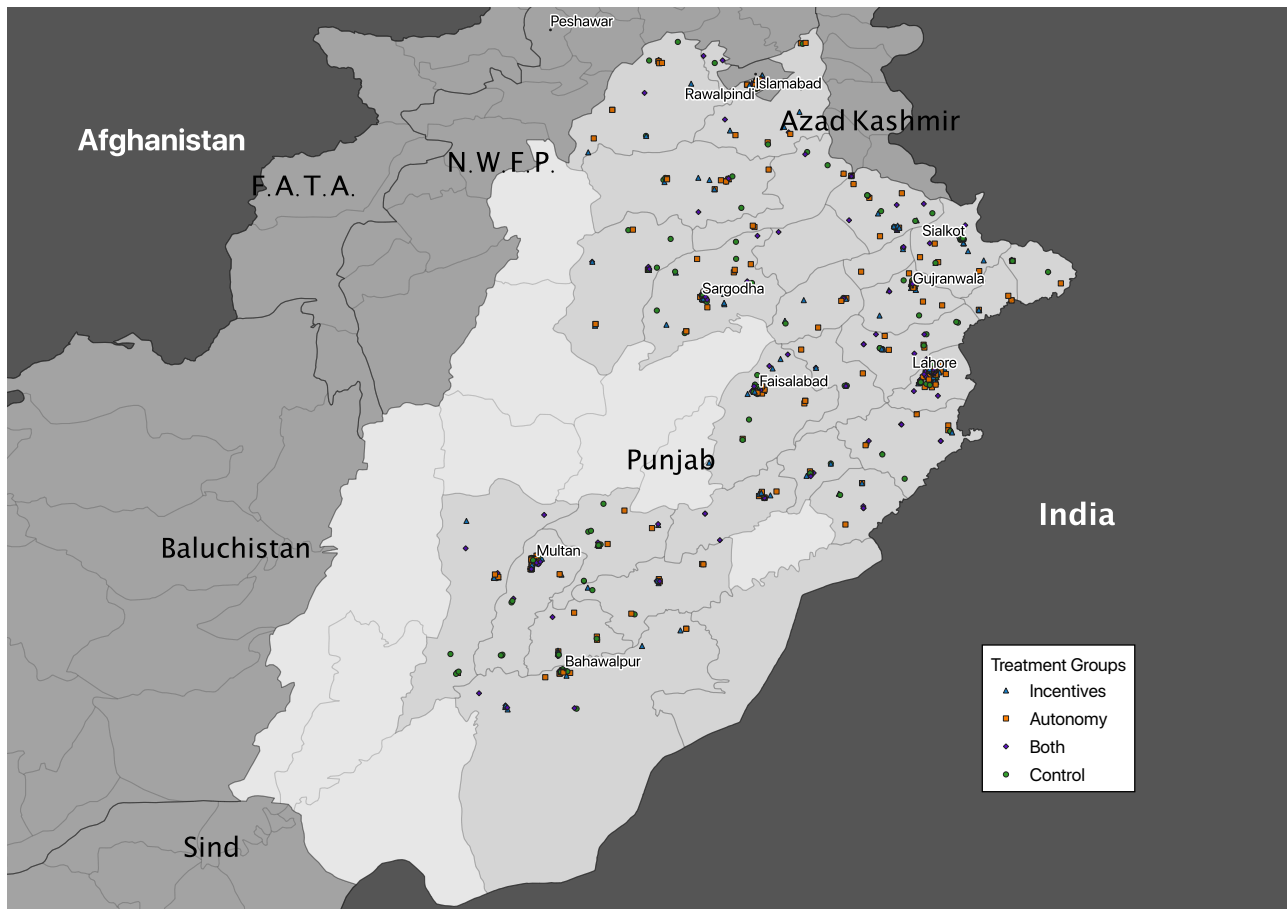 Peshawar
Islamabad
Rawalpindi
Azad Kashmir
Afghanistan
N.W.F.P.
F.A.T.A.
Sialkot
Gujranwala
Sargodha
Lahore
Faisalabad
Punjab
India
Baluchistan
Multan
Bahawalpur
Treatment Groups
Incentives
Autonomy
Both
Control
Sind